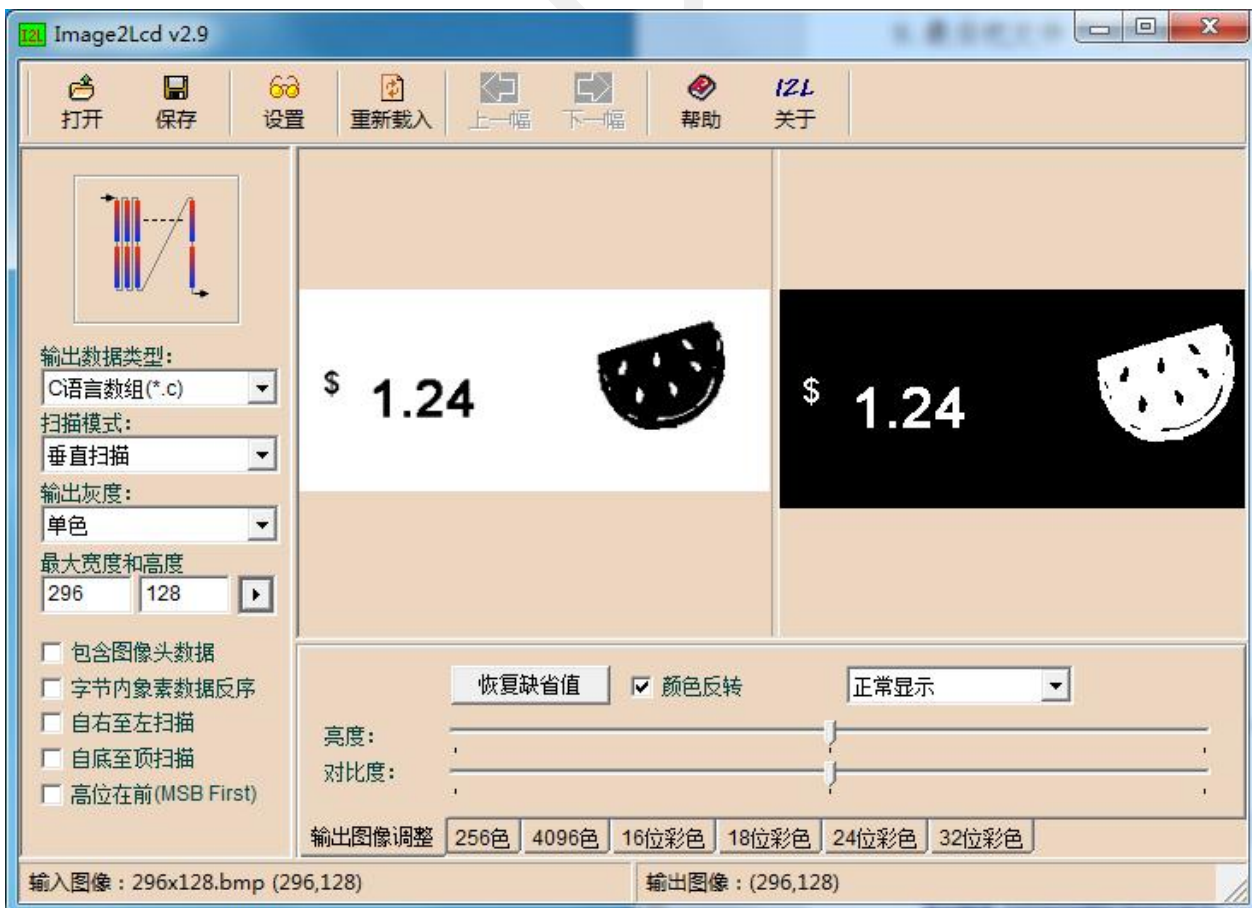 I2L Image2Lcd v2.9
打开 保存 设置 重新载入 上一幅 下一幅 帮助 I2L 关于
输出数据类型:
C语言数组(*.c)
扫描模式:
垂直扫描
输出灰度:
单色
最大宽度和高度
296 128
包含图像头数据
字节内象素数据反序
自右至左扫描
自底至顶扫描
高位在前(MSB First)
$ 1.24
$ 1.24
恢复缺省值 颜色反转 正常显示
亮度:
对比度:
输出图像调整 256色 4096色 16位彩色 18位彩色 24位彩色 32位彩色
输入图像:296x128.bmp (296,128) 输出图像:(296,128)